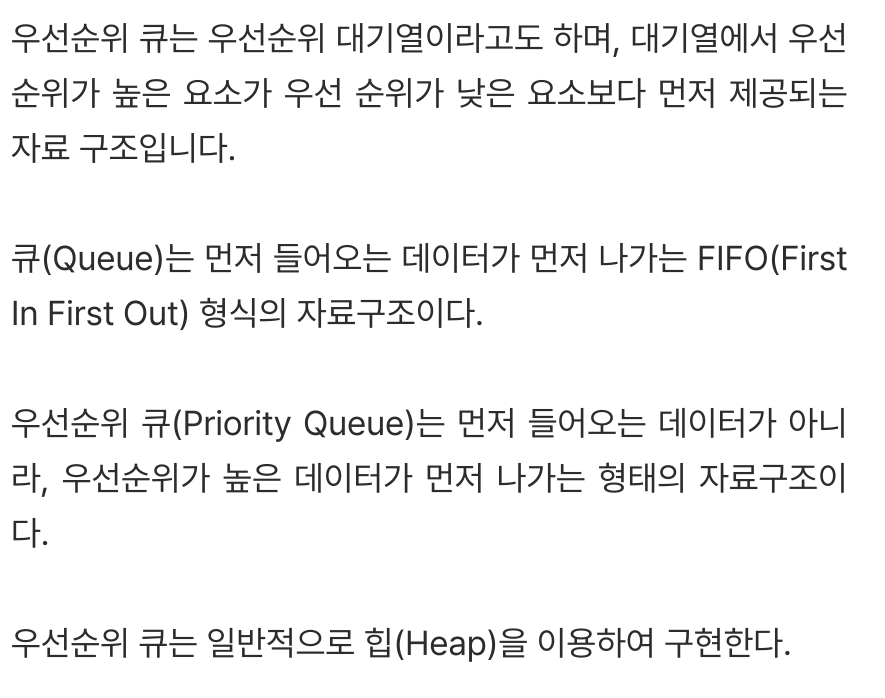 우선순위 큐는 우선순위 대기열이라고도 하며, 대기열에서 우선
순위가 높은 요소가 우선 순위가 낮은 요소보다 먼저 제공되는
자료 구조입니다.
큐(Queue)는 먼저 들어오는 데이터가 먼저 나가는 FIFO(First
In First Out) 형식의 자료구조이다.
우선순위 큐(Priority Queue)는 먼저 들어오는 데이터가 아니
라, 우선순위가 높은 데이터가 먼저 나가는 형태의 자료구조이
다.
우선순위 큐는 일반적으로 힙(Heap)을 이용하여 구현한다.